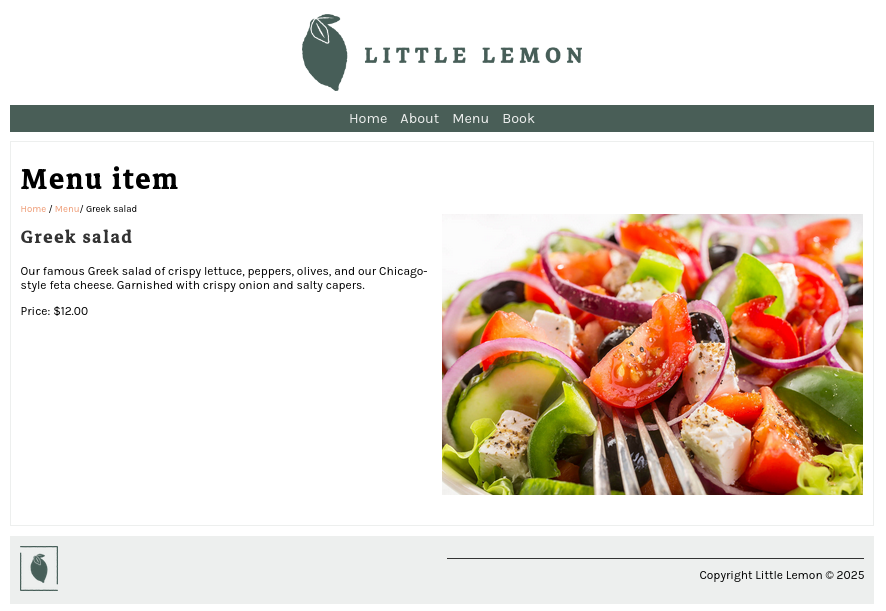 LITTLE LEMON
Home About Menu Book
Menu item
Home / Menu/ Greek salad
Greek salad
Our famous Greek salad of crispy lettuce, peppers, olives, and our Chicago-
style feta cheese. Garnished with crispy onion and salty capers.
Price: $12.00
Copyright Little Lemon © 2025